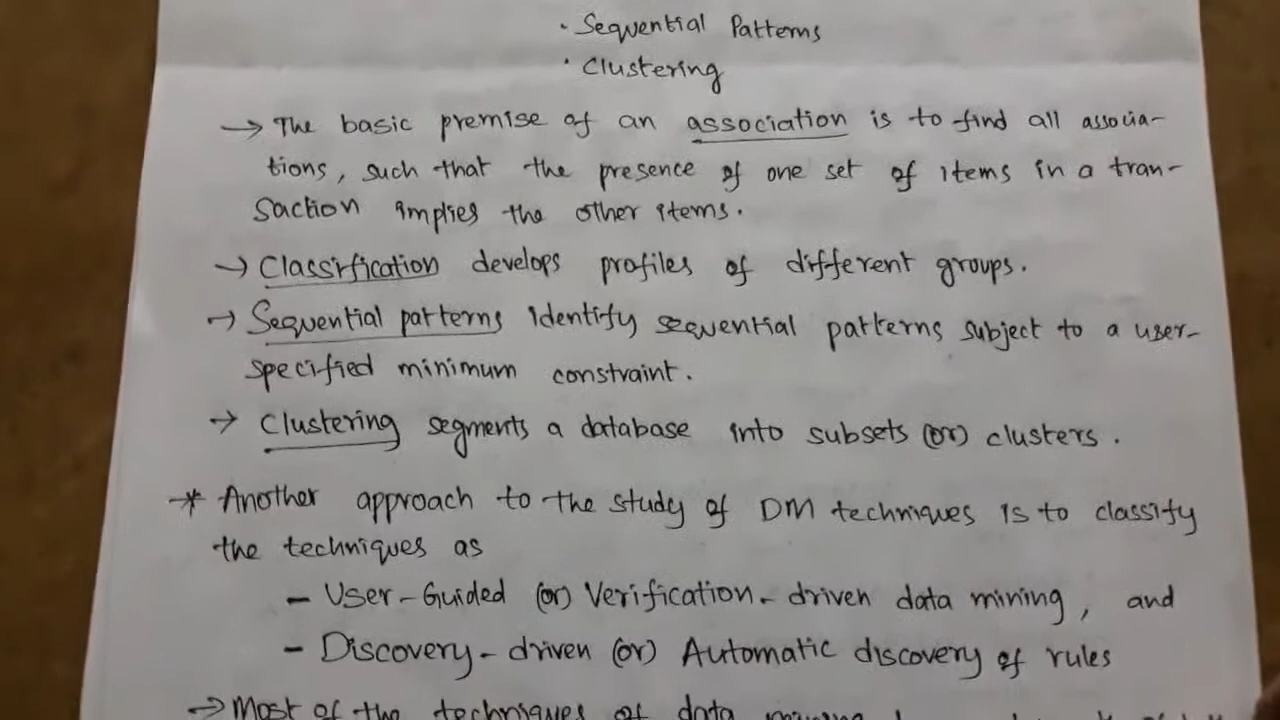 · Sequential Patterns
· Clustering
→ The basic premise of an association is to find all associa-
tions, such that the presence of one set of items in a tran-
saction implies the other items.
→ Classification develops profiles of different groups.
→ Sequential patterns identify sequential patterns subject to a user-
specified minimum constraint.
→ Clustering segments a database into subsets (or) clusters.
* Another approach to the study of DM techniques is to classify
the techniques as
- User-Guided (or) Verification-driven data mining, and
- Discovery-driven (or) Automatic discovery of rules
→ Most of the techniques of data mining